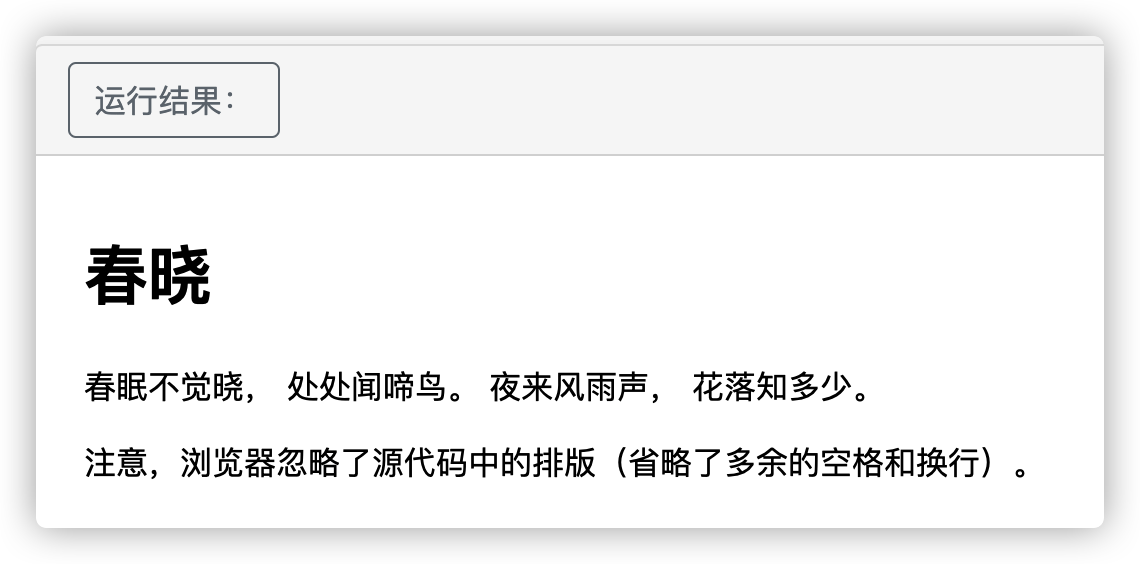 运行结果：
春晓
春眠不觉晓， 处处闻啼鸟。 夜来风雨声， 花落知多少。
注意，浏览器忽略了源代码中的排版（省略了多余的空格和换行）。